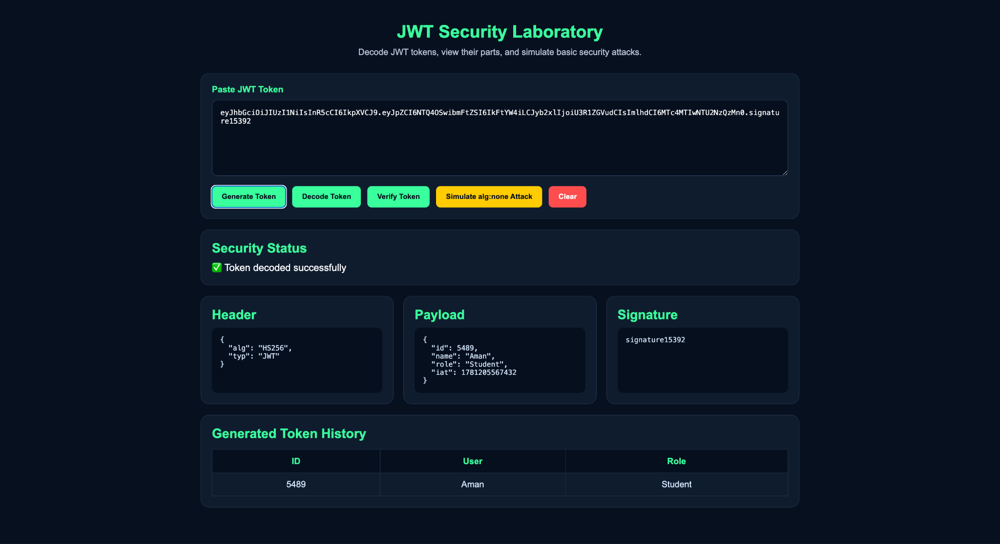 JWT Security Laboratory
Decode JWT tokens, view their parts, and simulate basic security attacks.
Paste JWT Token
eyJhbGciOiJIUzI1NiIsInR5cCI6IkpXVCJ9.eyJpZCI6NTQ4OSwibmFtZSI6IkFtYW4iLCJyb2xlIjoiU3R1ZGVudCIsImlhdCI6MTc4MTIwNTU2NzQzMn0.signatu
re15392
Generate Token Decode Token Verify Token Simulate alg:none Attack Clear
Security Status
✅ Token decoded successfully
Header
{
"alg": "HS256",
"typ": "JWT"
}
Payload
{
"id": 5489,
"name": "Aman",
"role": "Student",
"iat": 1781205567432
}
Signature
signature15392
Generated Token History
ID User Role
5489 Aman Student